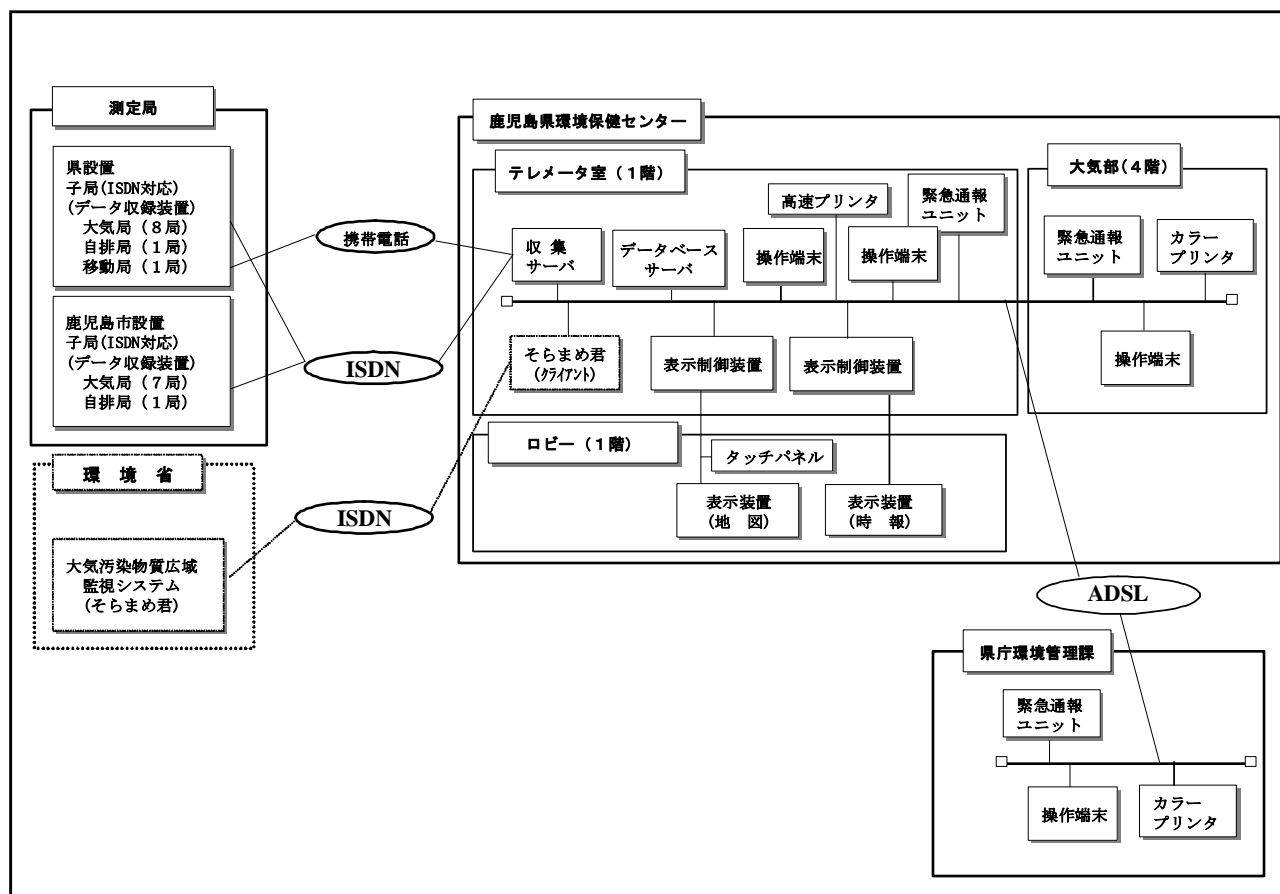 測定局
県設置
子局(ISDN対応)
(データ収録装置)
大気局(8局)
自排局(1局)
移動局(1局)
鹿児島市設置
子局(ISDN対応)
(データ収録装置)
大気局(7局)
自排局(1局)
環 境 省
大気汚染物質広域
監視システム
(そらまめ君)
携帯電話
ISDN
ISDN
鹿児島県環境保健センター
テレメータ室(1階)
収 集
サーバ
データベース
サーバ
操作端末
高速プリンタ
操作端末
緊急通報
ユニット
そらまめ君
(クライアント)
表示制御装置
表示制御装置
ロビー(1階)
タッチパネル
表示装置
(地 図)
表示装置
(時 報)
大気部(4階)
緊急通報
ユニット
カラー
プリンタ
操作端末
ADSL
県庁環境管理課
緊急通報
ユニット
操作端末
カラー
プリンタ